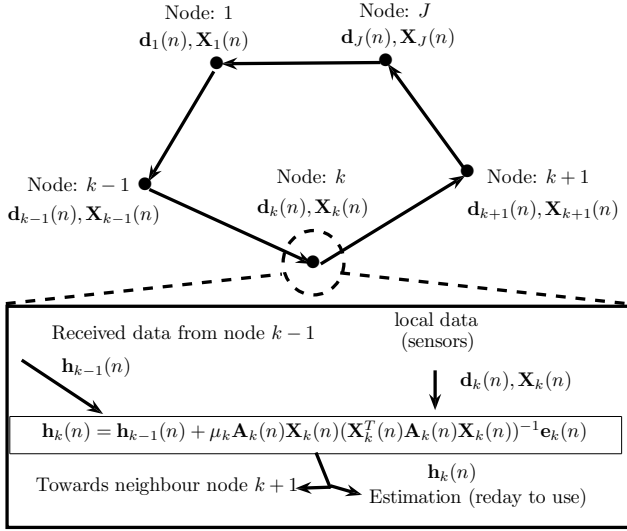 Node: 1
d₁(n), X₁(n)
Node: J
d_J(n), X_J(n)
Node: k − 1
d_{k−1}(n), X_{k−1}(n)
Node: k
d_k(n), X_k(n)
Node: k + 1
d_{k+1}(n), X_{k+1}(n)
Received data from node k − 1
h_{k−1}(n)
local data
(sensors)
d_k(n), X_k(n)
h_k(n) = h_{k−1}(n) + μ_k A_k(n)X_k(n)(X_k^T(n)A_k(n)X_k(n))^{−1}e_k(n)
Towards neighbour node k + 1
h_k(n)
Estimation (reday to use)